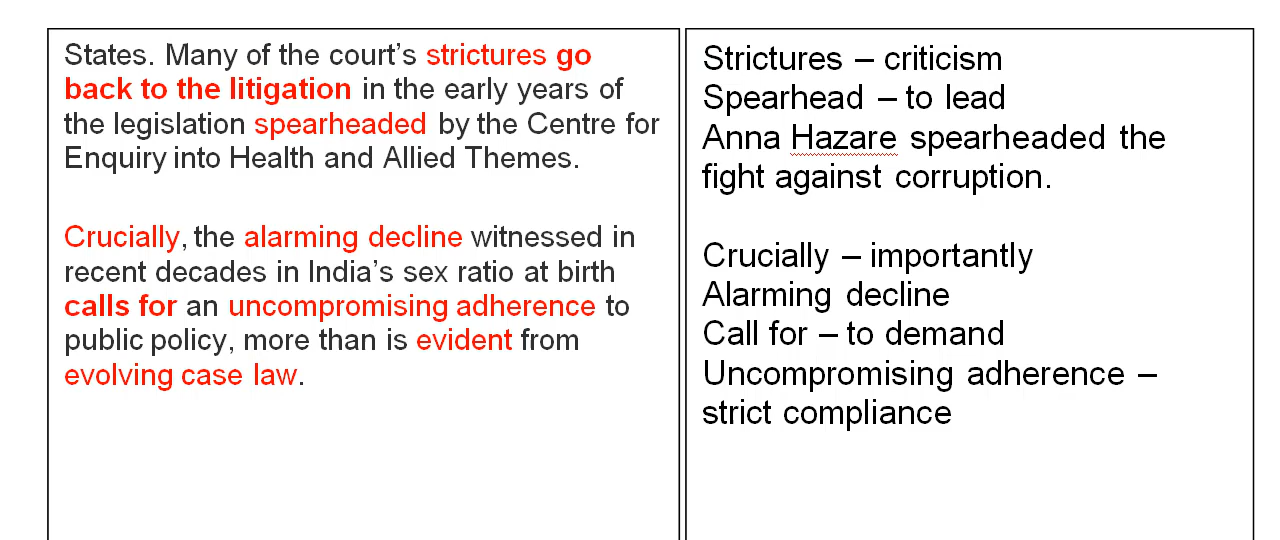 States. Many of the court’s strictures go
back to the litigation in the early years of
the legislation spearheaded by the Centre for
Enquiry into Health and Allied Themes.
Crucially, the alarming decline witnessed in
recent decades in India’s sex ratio at birth
calls for an uncompromising adherence to
public policy, more than is evident from
evolving case law.
Strictures – criticism
Spearhead – to lead
Anna Hazare spearheaded the
fight against corruption.
Crucially – importantly
Alarming decline
Call for – to demand
Uncompromising adherence –
strict compliance